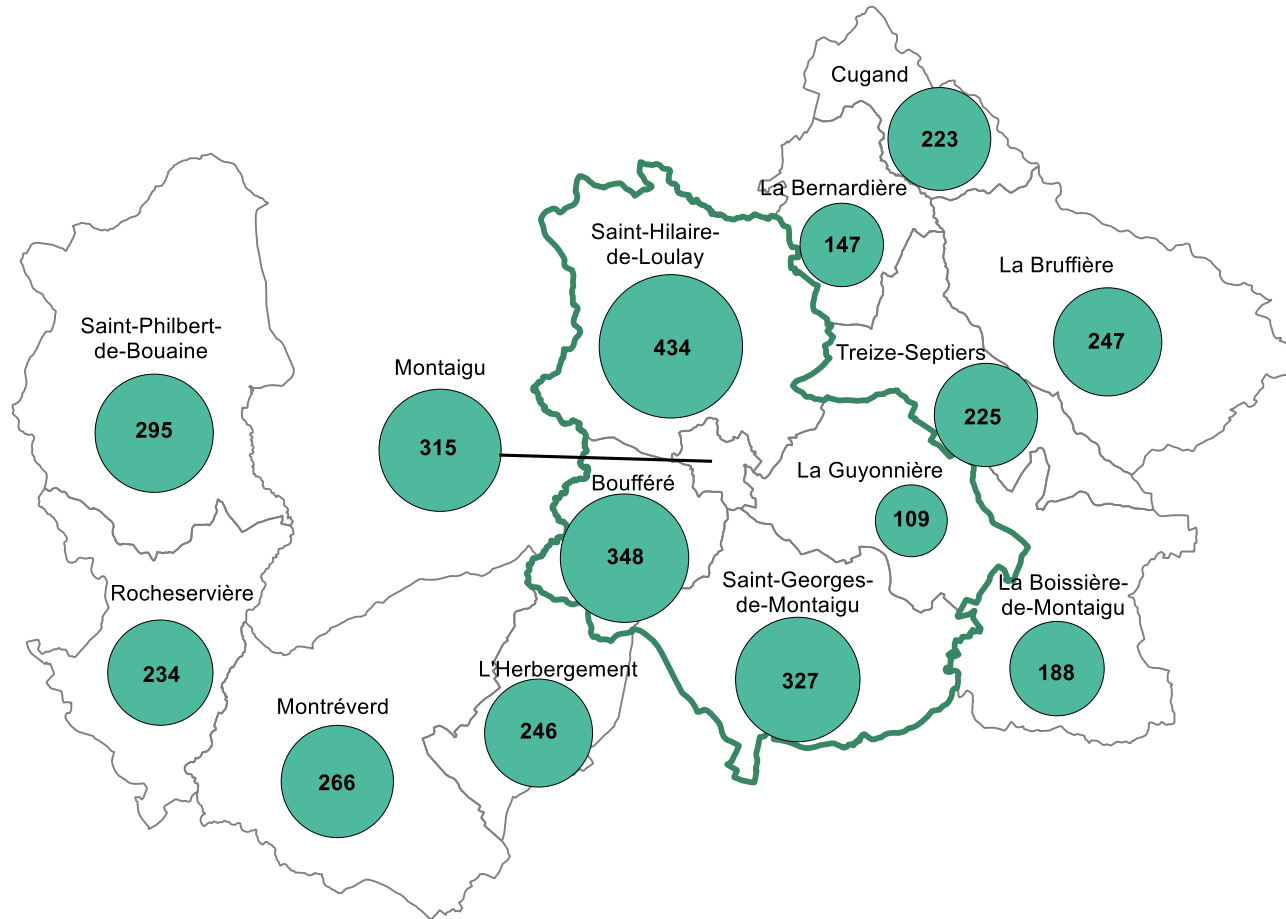 Cugand
223
La Bernardière
147
Saint-Hilaire-
de-Loulay
434
La Bruffière
247
Saint-Philbert-
de-Bouaine
295
Montaigu
315
Treize-Septiers
225
La Guyonnière
109
Boufféré
348
Saint-Georges-
de-Montaigu
327
La Boissière-
de-Montaigu
188
Rocheservière
234
L'Herbergement
246
Montréverd
266